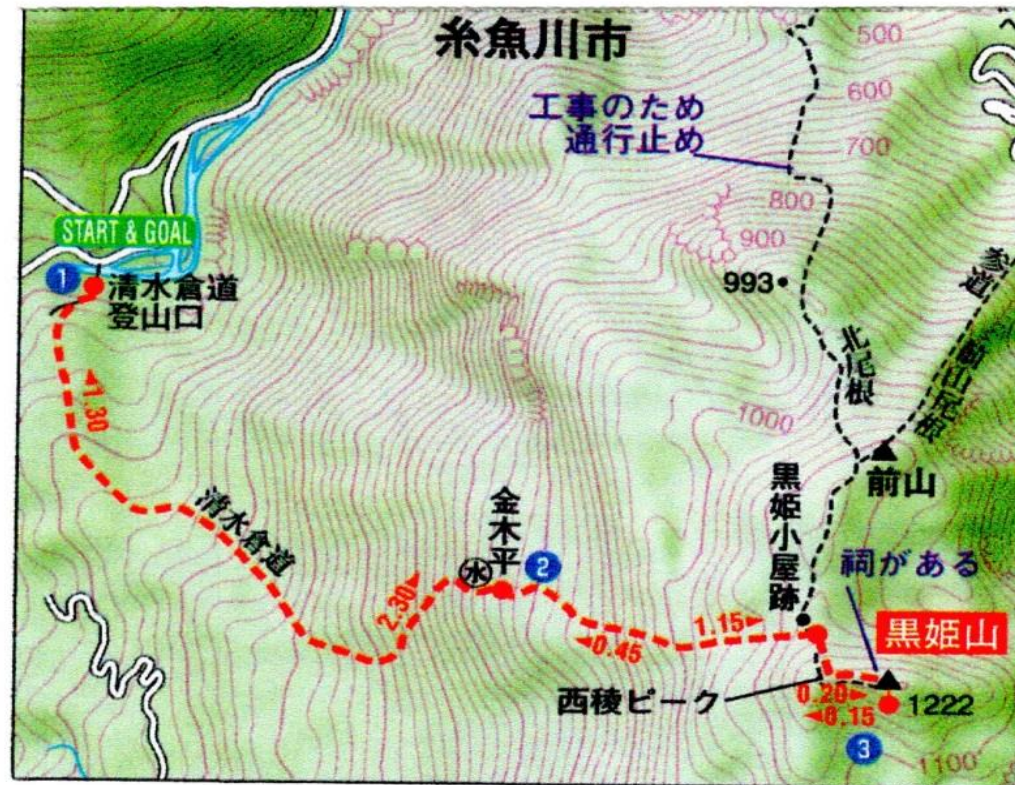 糸魚川市
500
600
700
800
900
1000
1100
工事のため
通行止め
START & GOAL
1
清水倉道
登山口
993
参道
前山尾根
北尾根
前山
1.30
清水倉道
金木平
水
2
2.30
0.45
1.15
黒姫小屋跡
祠がある
黒姫山
西稜ピーク
0.20
0.15
1222
3